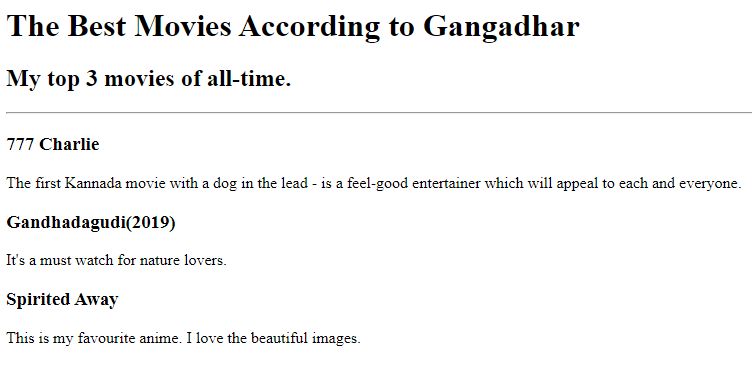 The Best Movies According to Gangadhar
My top 3 movies of all-time.
777 Charlie
The first Kannada movie with a dog in the lead - is a feel-good entertainer which will appeal to each and everyone.
Gandhadagudi(2019)
It's a must watch for nature lovers.
Spirited Away
This is my favourite anime. I love the beautiful images.